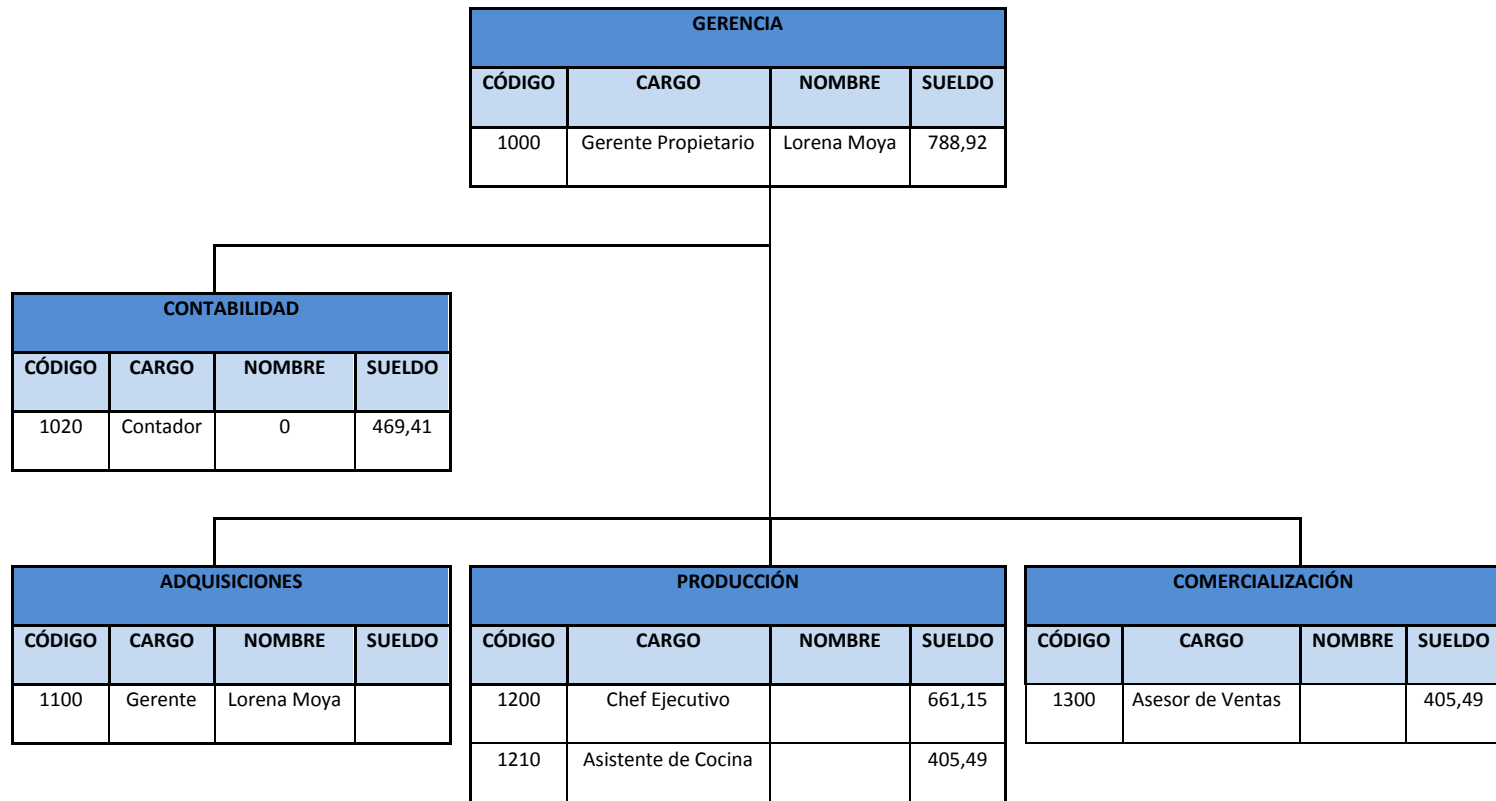 GERENCIA
CÓDIGO CARGO NOMBRE SUELDO
1000 Gerente Propietario Lorena Moya 788,92
CONTABILIDAD
CÓDIGO CARGO NOMBRE SUELDO
1020 Contador 0 469,41
ADQUISICIONES
CÓDIGO CARGO NOMBRE SUELDO
1100 Gerente Lorena Moya
PRODUCCIÓN
CÓDIGO CARGO NOMBRE SUELDO
1200 Chef Ejecutivo 661,15
1210 Asistente de Cocina 405,49
COMERCIALIZACIÓN
CÓDIGO CARGO NOMBRE SUELDO
1300 Asesor de Ventas 405,49